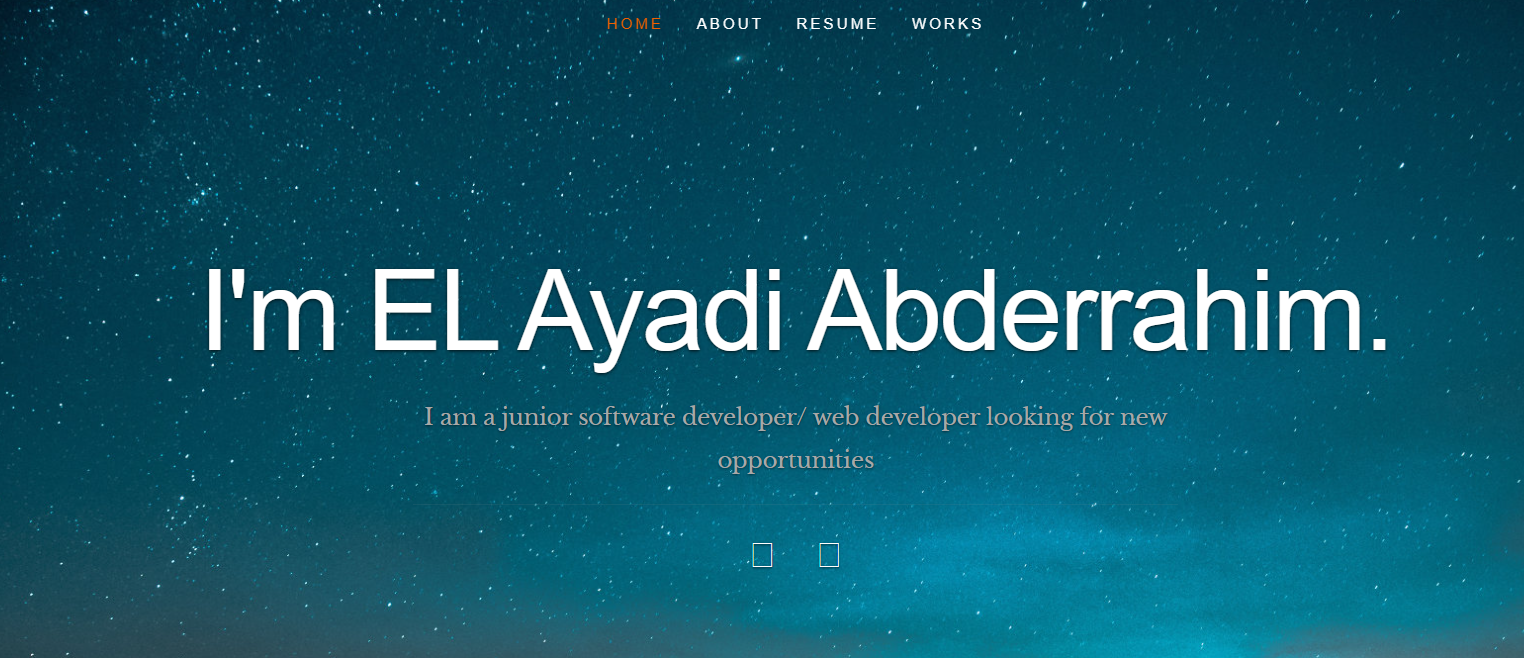 HOME ABOUT RESUME WORKS
I'm EL Ayadi Abderrahim.
I am a junior software developer/ web developer looking for new
opportunities